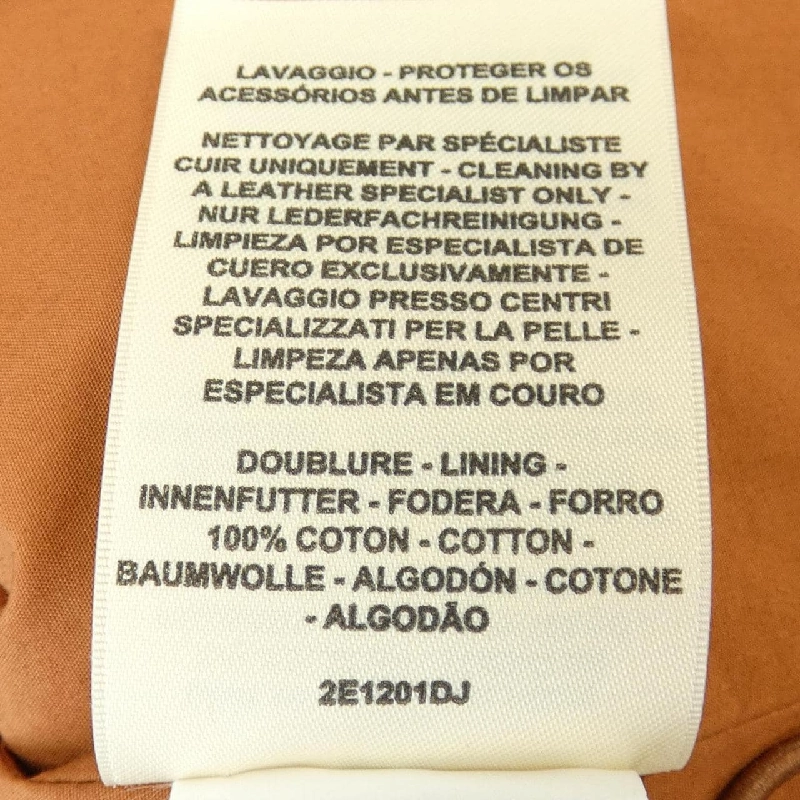 LAVAGGIO - PROTEGER OS
ACESSÓRIOS ANTES DE LIMPAR
NETTOYAGE PAR SPÉCIALISTE
CUIR UNIQUEMENT - CLEANING BY
A LEATHER SPECIALIST ONLY -
NUR LEDERFACHREINIGUNG -
LIMPIEZA POR ESPECIALISTA DE
CUERO EXCLUSIVAMENTE -
LAVAGGIO PRESSO CENTRI
SPECIALIZZATI PER LA PELLE -
LIMPEZA APENAS POR
ESPECIALISTA EM COURO
DOUBLURE - LINING -
INNENFUTTER - FODERA - FORRO
100% COTON - COTTON -
BAUMWOLLE - ALGODÓN - COTONE
- ALGODÃO
2E1201DJ